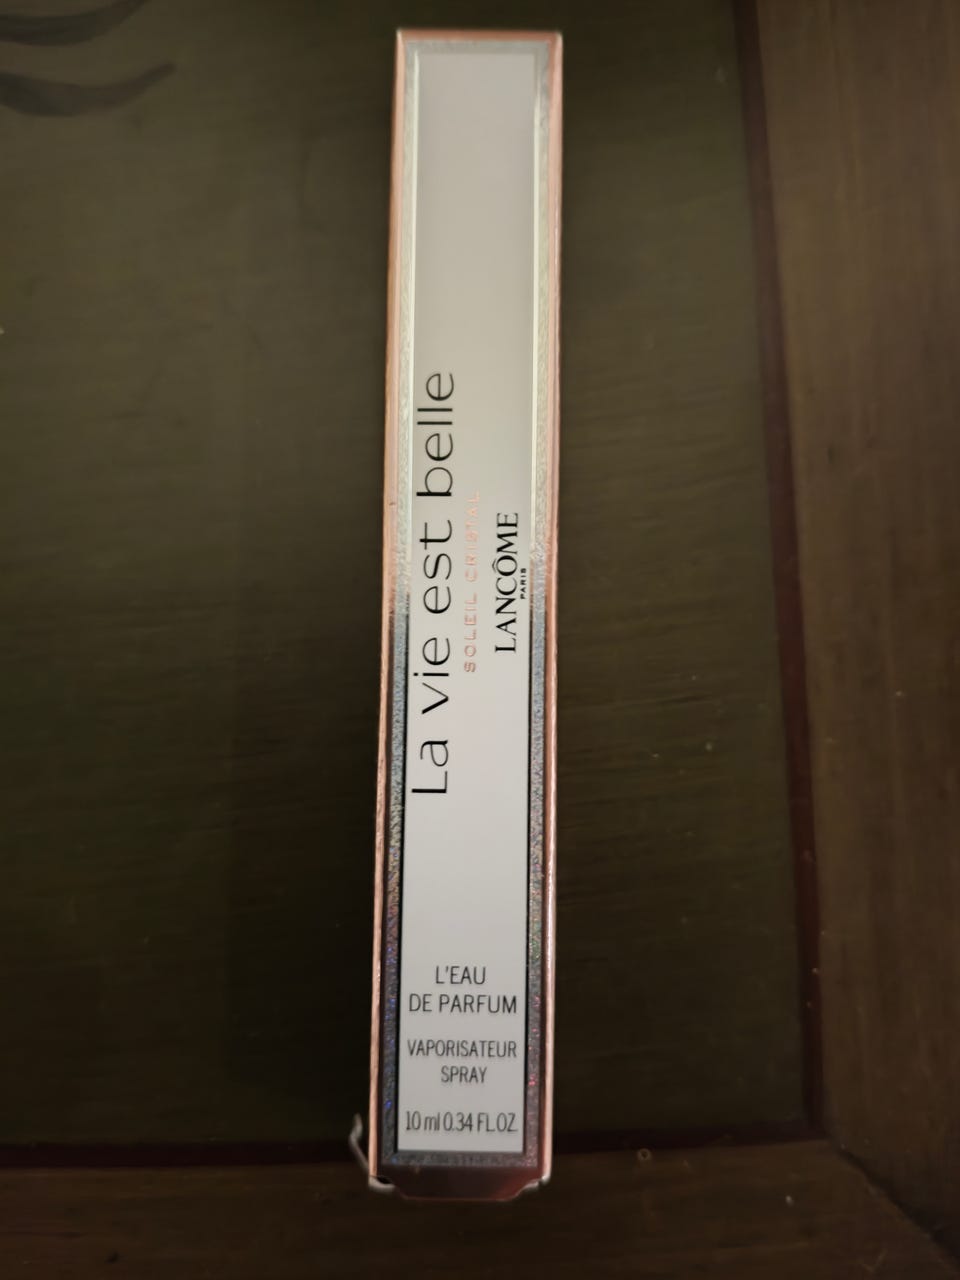 La vie est belle
SOLEIL CRISTAL
LANCÔME
PARIS
L'EAU
DE PARFUM
VAPORISATEUR
SPRAY
10 ml 0.34 FL.OZ.